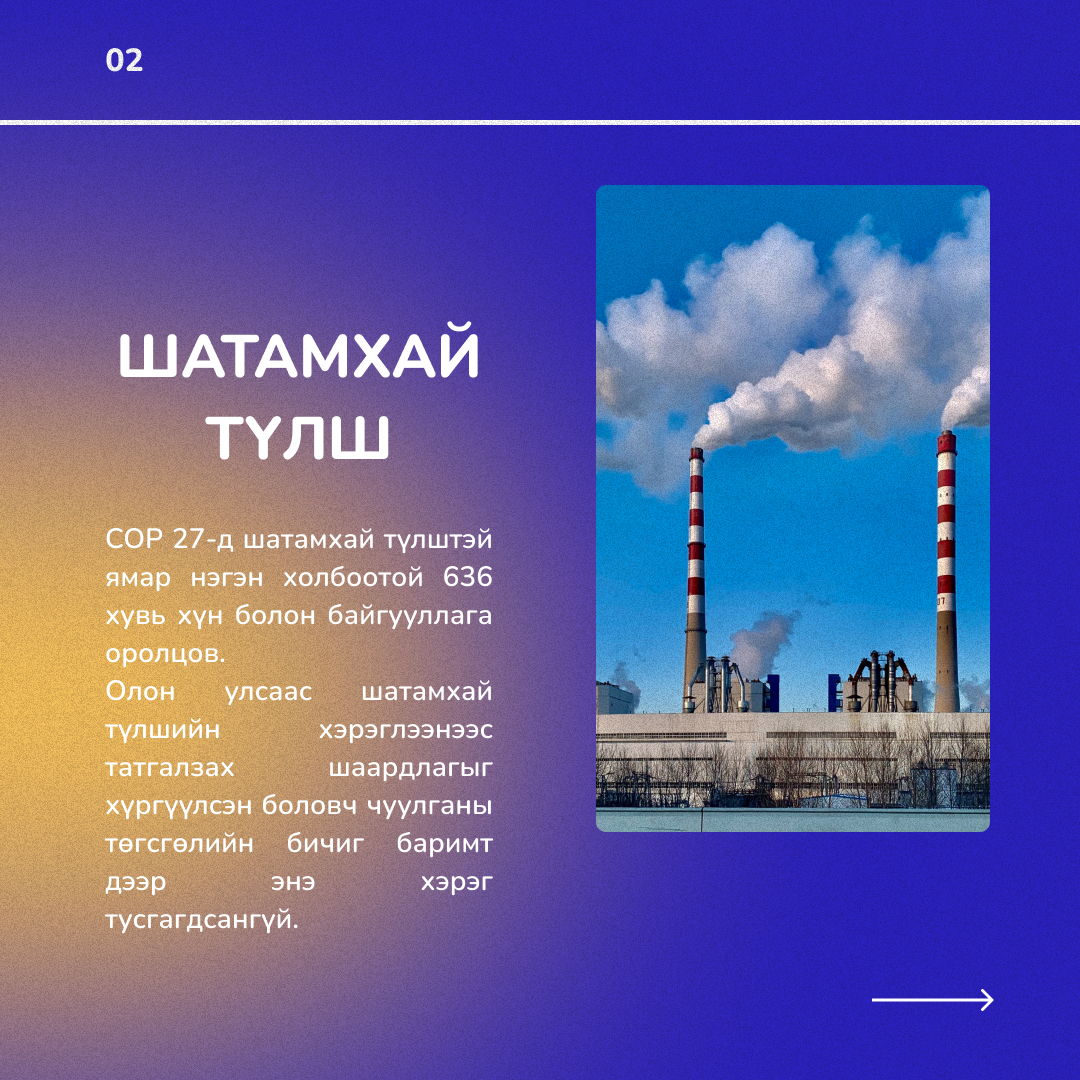 02
ШАТАМХАЙ
ТҮЛШ
COP 27-д шатамхай түлштэй
ямар нэгэн холбоотой 636
хувь хүн болон байгууллага
оролцов.
Олон улсаас шатамхай
түлшийн хэрэглээнээс
татгалзах шаардлагыг
хүргүүлсэн боловч чуулганы
төгсгөлийн бичиг баримт
дээр энэ хэрэг
тусгагдсангүй.